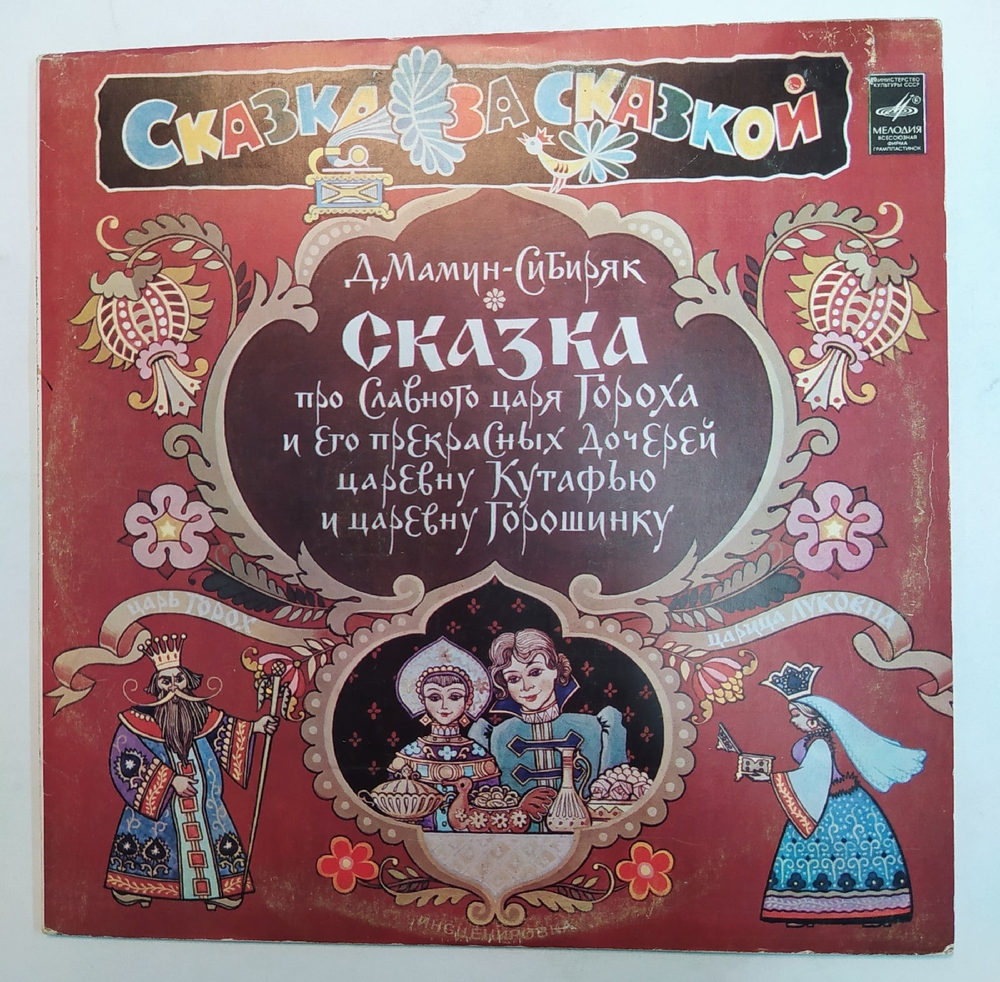 Сказка за сказкой
Министерство
культуры СССР
Мелодия
Всесоюзная
фирма
грампластинок
Д. Мамин-Сибиряк
Сказка
про Славного царя Гороха
и его прекрасных дочерей
царевну Кутафью
и царевну Горошинку
царь Горох
царица Луковна
Инсценировка